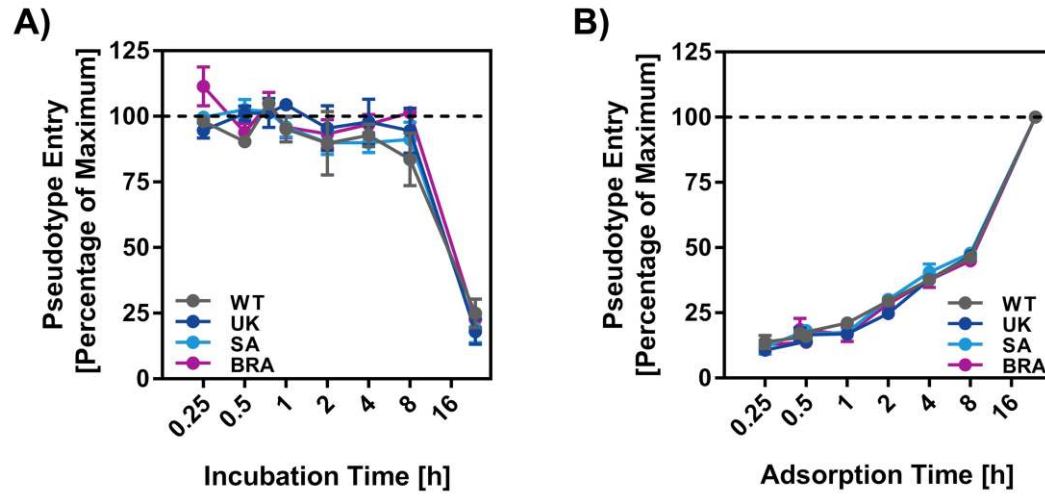 A)
Pseudotype Entry
[Percentage of Maximum]
125
100
75
50
25
0
WT
UK
SA
BRA
0.25
0.5
1
2
4
8
16
Incubation Time [h]
B)
Pseudotype Entry
[Percentage of Maximum]
125
100
75
50
25
0
WT
UK
SA
BRA
0.25
0.5
1
2
4
8
16
Adsorption Time [h]